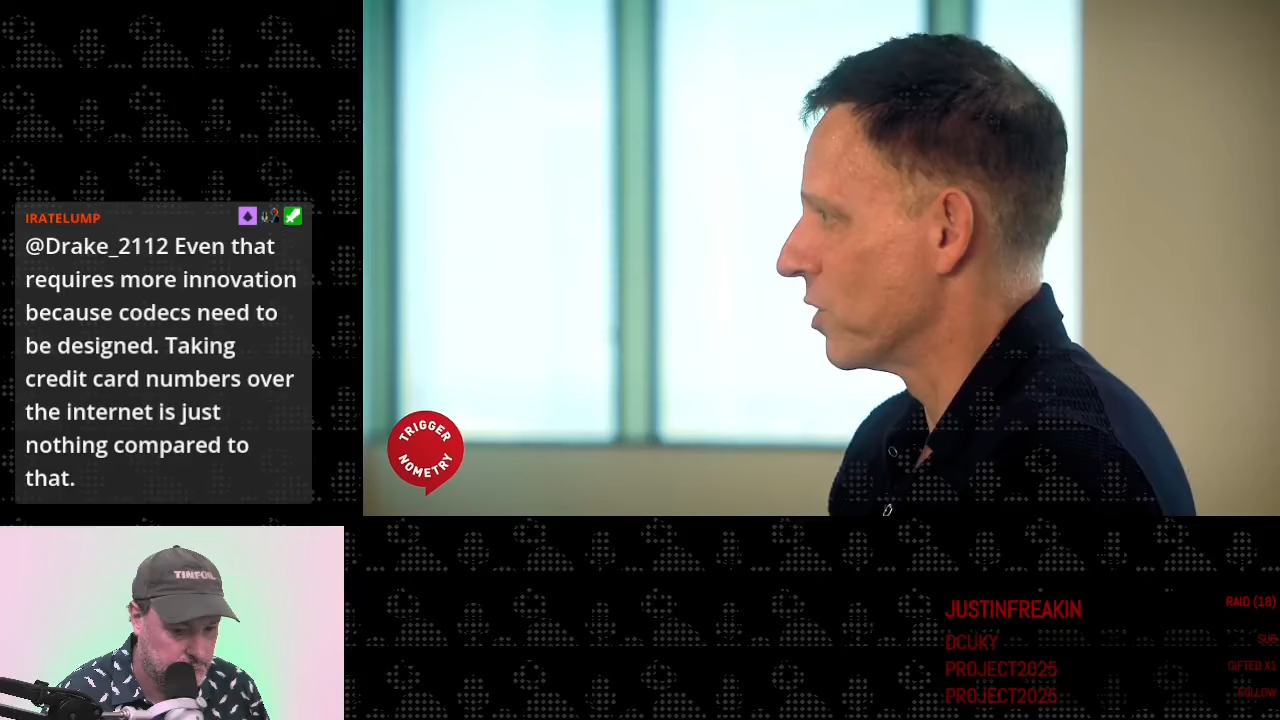 IRATELUMP
@Drake_2112 Even that
requires more innovation
because codecs need to
be designed. Taking
credit card numbers over
the internet is just
nothing compared to
that.
TRIGGER
NOMETRY
TINFOIL
JUSTINFREAKIN RAID (18)
DCUKY SUB
PROJECT2025 GIFTED X1
PROJECT2025 FOLLOW